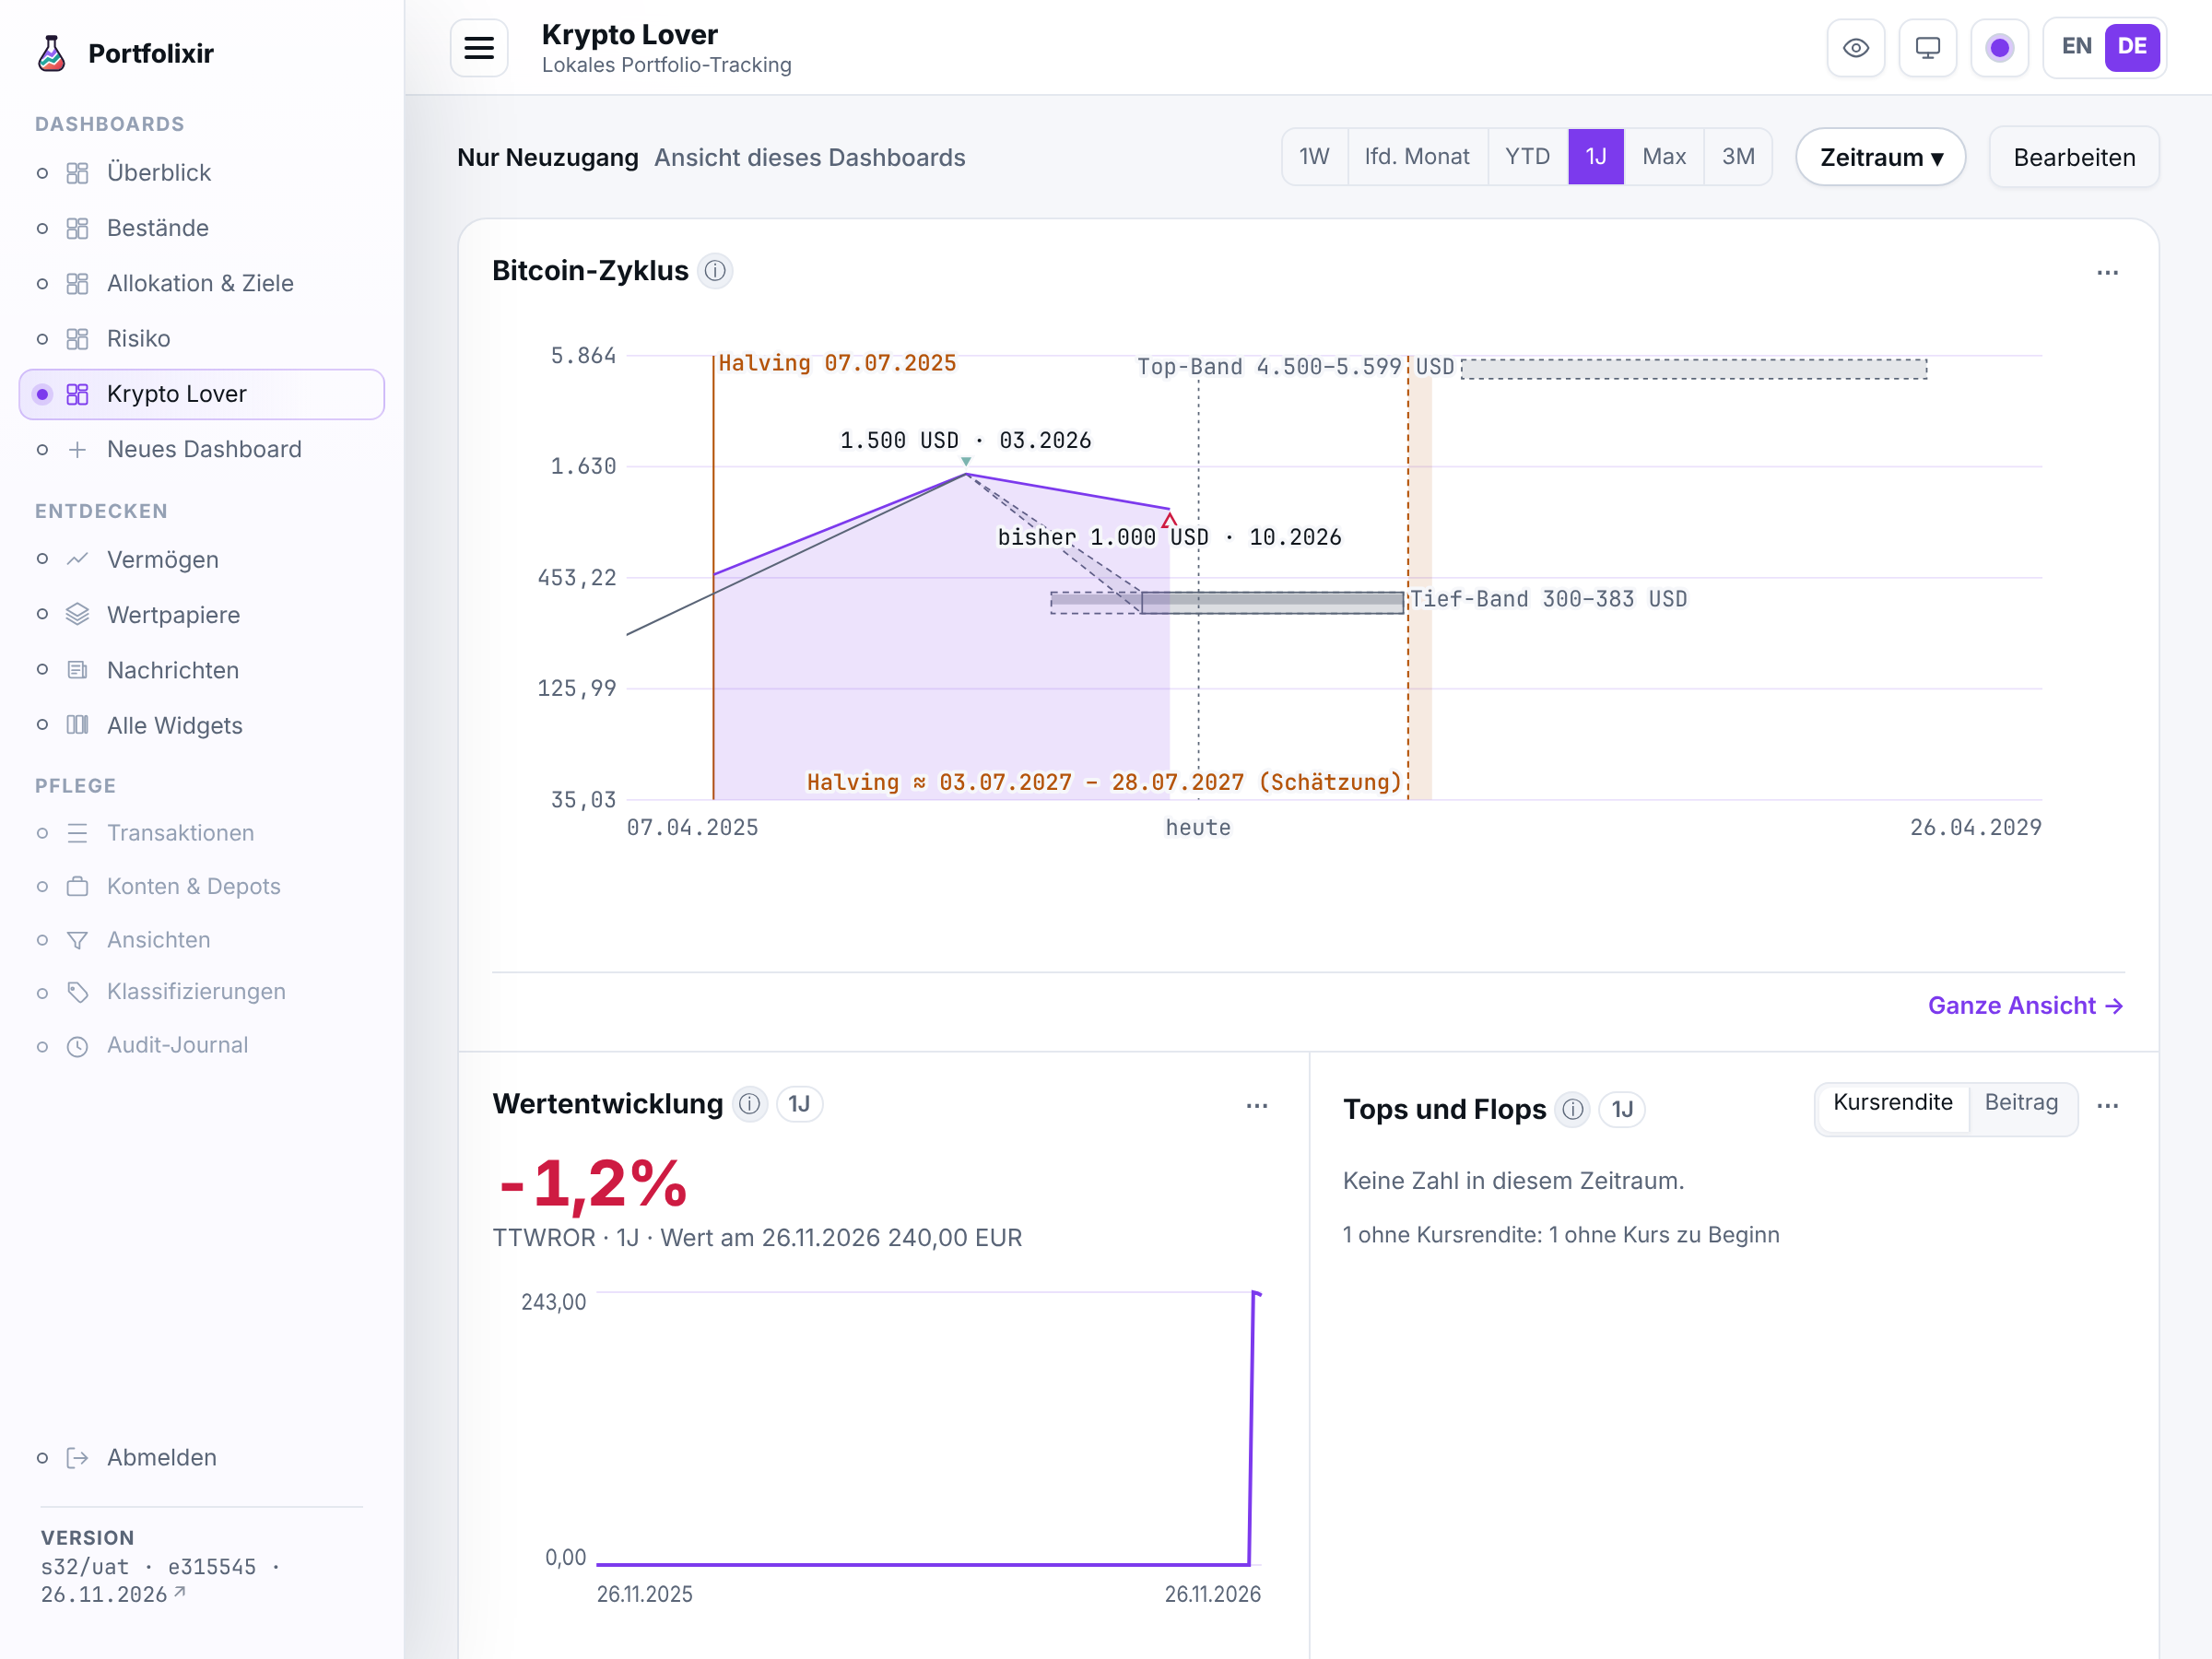 Portfolixir
DASHBOARDS
Überblick
Bestände
Allokation & Ziele
Risiko
Krypto Lover
Neues Dashboard
ENTDECKEN
Vermögen
Wertpapiere
Nachrichten
Alle Widgets
PFLEGE
Transaktionen
Konten & Depots
Ansichten
Klassifizierungen
Audit-Journal
Abmelden
VERSION
s32/uat · e315545 ·
26.11.2026↗
Krypto Lover
Lokales Portfolio-Tracking
EN DE
Nur Neuzugang Ansicht dieses Dashboards
1W lfd. Monat YTD 1J Max 3M
Zeitraum ▾
Bearbeiten
Bitcoin-Zyklus ⓘ
···
5.864
1.630
453,22
125,99
35,03
Halving 07.07.2025
Top-Band 4.500–5.599 USD
1.500 USD · 03.2026
bisher 1.000 USD · 10.2026
Tief-Band 300–383 USD
Halving ≈ 03.07.2027 – 28.07.2027 (Schätzung)
07.04.2025
heute
26.04.2029
Ganze Ansicht →
Wertentwicklung ⓘ 1J
···
-1,2%
TTWROR · 1J · Wert am 26.11.2026 240,00 EUR
243,00
0,00
26.11.2025
26.11.2026
Tops und Flops ⓘ 1J
Kursrendite Beitrag
···
Keine Zahl in diesem Zeitraum.
1 ohne Kursrendite: 1 ohne Kurs zu Beginn